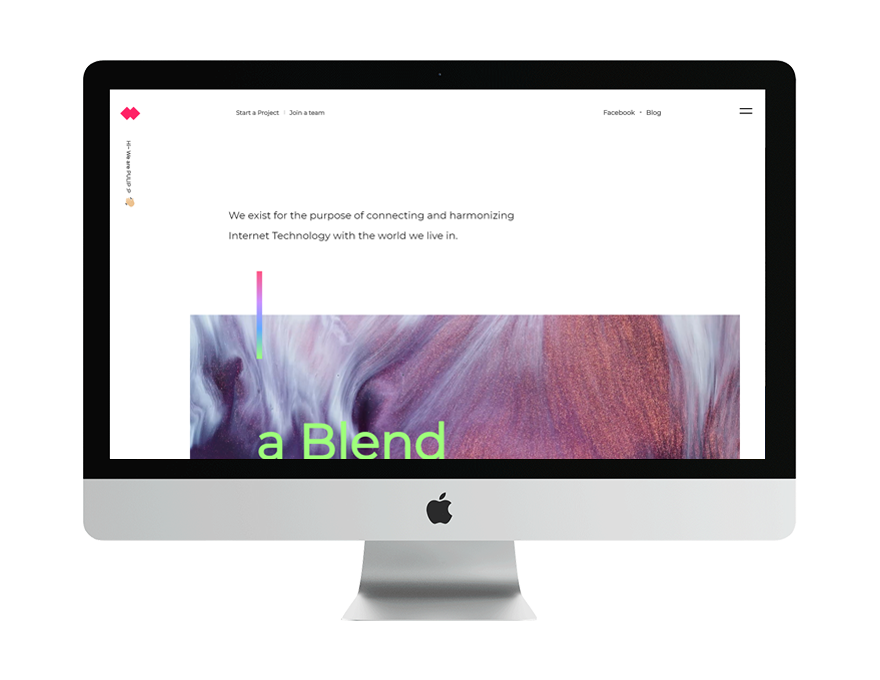 Start a Project | Join a team
Facebook - Blog
Hi~ We are PULIP :P
We exist for the purpose of connecting and harmonizing
Internet Technology with the world we live in.
a Blend